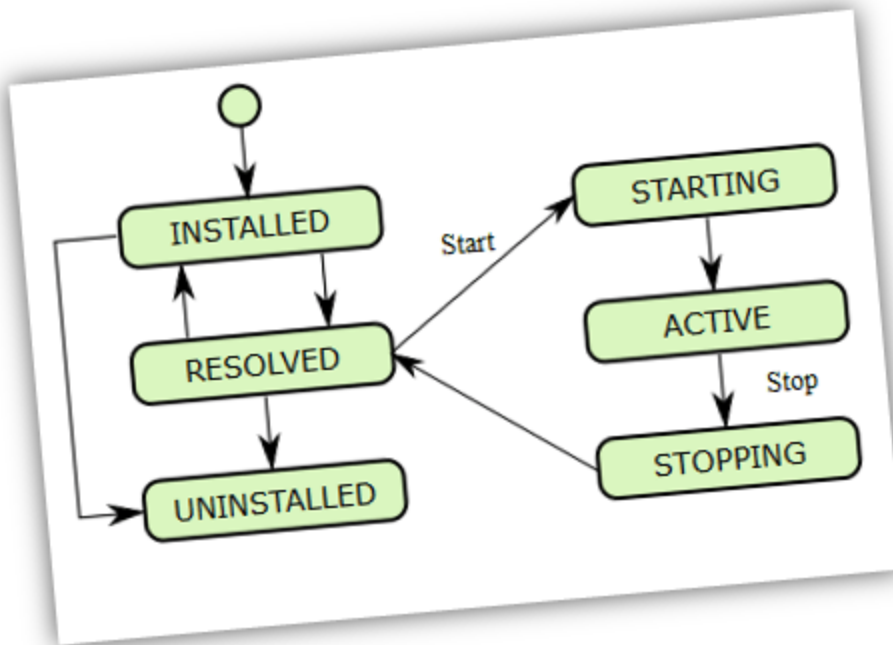 INSTALLED
RESOLVED
UNINSTALLED
Start
STARTING
ACTIVE
Stop
STOPPING